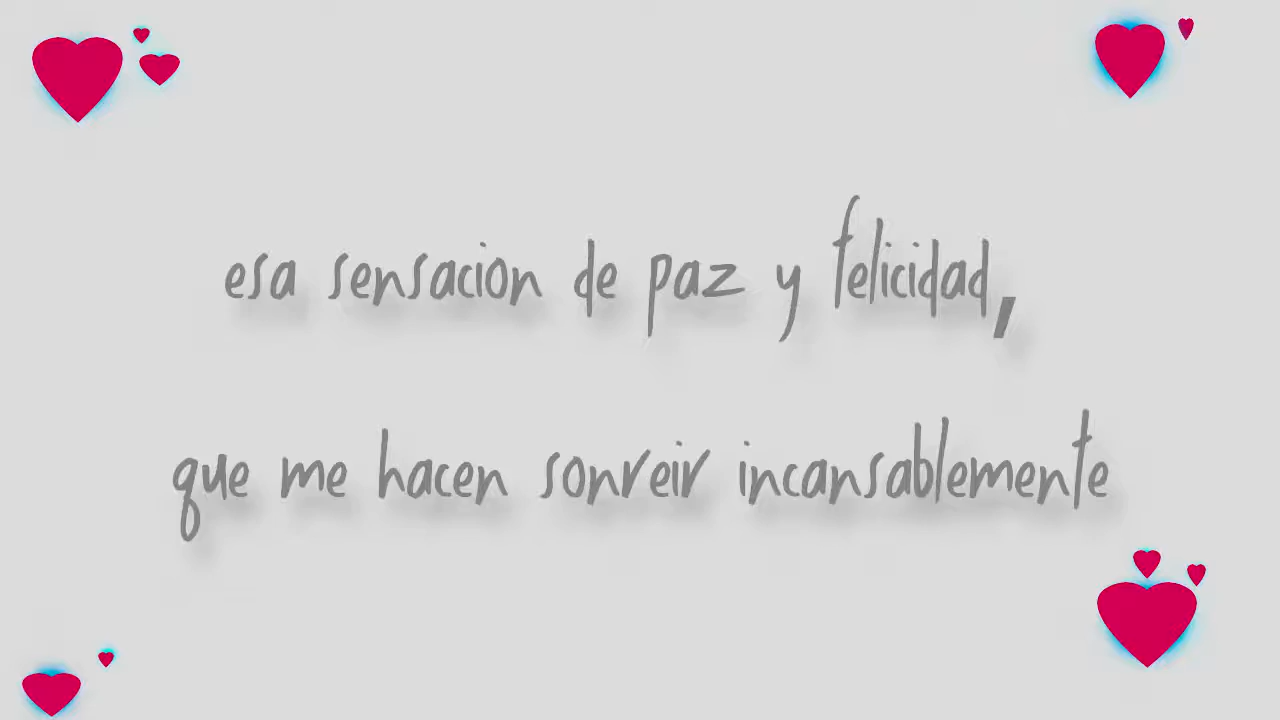 esa sensacion de paz y felicidad,
que me hacen sonreir incansablemente